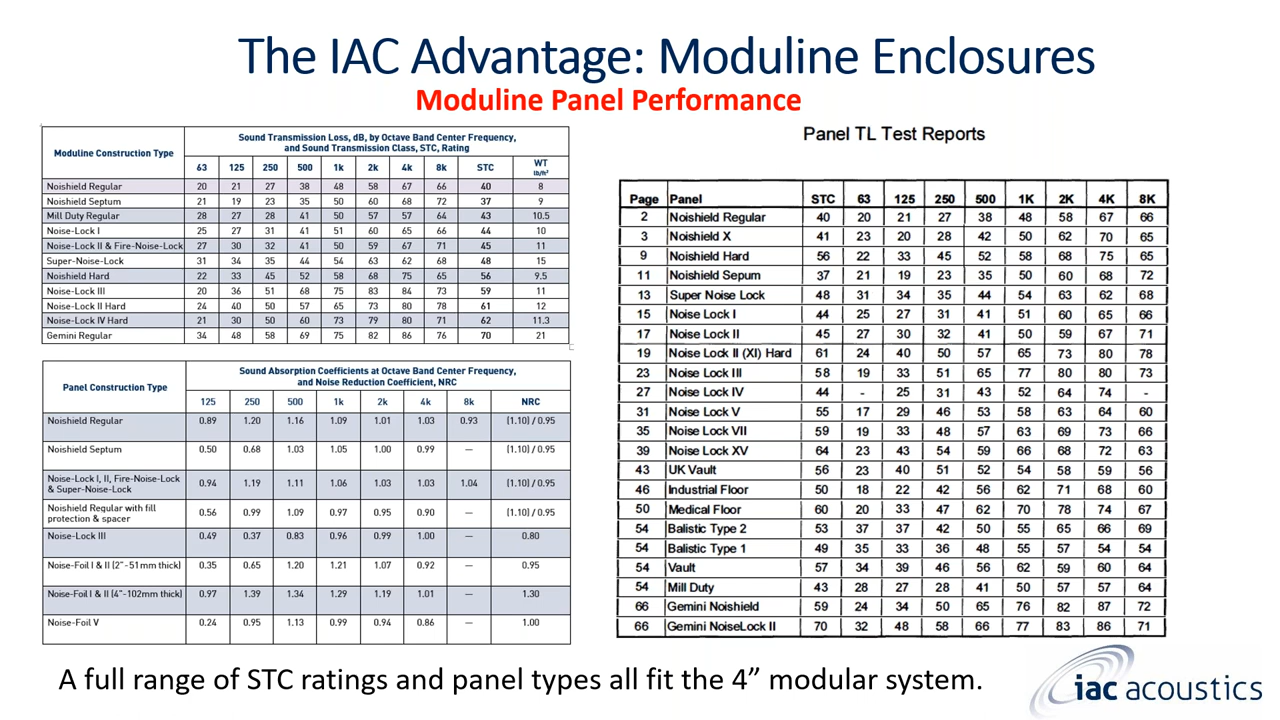 The IAC Advantage: Moduline Enclosures
Moduline Panel Performance
Moduline Construction Type
Sound Transmission Loss, dB, by Octave Band Center Frequency,
and Sound Transmission Class, STC, Rating
63 125 250 500 1k 2k 4k 8k STC WT lb/ft²
Noishield Regular 20 21 27 38 48 58 67 66 40 8
Noishield Septum 21 19 23 35 50 60 68 72 37 9
Mill Duty Regular 28 27 28 41 50 57 57 64 43 10.5
Noise-Lock I 25 27 31 41 51 60 65 66 44 10
Noise-Lock II & Fire-Noise-Lock 27 30 32 41 50 59 67 71 45 11
Super-Noise-Lock 31 34 35 44 54 63 62 68 48 15
Noishield Hard 22 33 45 52 58 68 75 65 56 9.5
Noise-Lock III 20 36 51 68 75 83 84 73 59 11
Noise-Lock II Hard 24 40 50 57 65 73 80 78 61 12
Noise-Lock IV Hard 21 30 50 60 73 79 80 71 62 11.3
Gemini Regular 34 48 58 69 75 82 86 76 70 21
Panel Construction Type
Sound Absorption Coefficients at Octave Band Center Frequency,
and Noise Reduction Coefficient, NRC
125 250 500 1k 2k 4k 8k NRC
Noishield Regular 0.89 1.20 1.16 1.09 1.01 1.03 0.93 (1.10) / 0.95
Noishield Septum 0.50 0.68 1.03 1.05 1.00 0.99 — (1.10) / 0.95
Noise-Lock I, II, Fire-Noise-Lock
& Super-Noise-Lock 0.94 1.19 1.11 1.06 1.03 1.03 1.04 (1.10) / 0.95
Noishield Regular with fill
protection & spacer 0.56 0.99 1.09 0.97 0.95 0.90 — (1.10) / 0.95
Noise-Lock III 0.49 0.37 0.83 0.96 0.99 1.00 — 0.80
Noise-Foil I & II (2"-51mm thick) 0.35 0.65 1.20 1.21 1.07 0.92 — 0.95
Noise-Foil I & II (4"-102mm thick) 0.97 1.39 1.34 1.29 1.19 1.01 — 1.30
Noise-Foil V 0.24 0.95 1.13 0.99 0.94 0.86 — 1.00
Panel TL Test Reports
Page Panel STC 63 125 250 500 1K 2K 4K 8K
2 Noishield Regular 40 20 21 27 38 48 58 67 66
3 Noishield X 41 23 20 28 42 50 62 70 65
9 Noishield Hard 56 22 33 45 52 58 68 75 65
11 Noishield Sepum 37 21 19 23 35 50 60 68 72
13 Super Noise Lock 48 31 34 35 44 54 63 62 68
15 Noise Lock I 44 25 27 31 41 51 60 65 66
17 Noise Lock II 45 27 30 32 41 50 59 67 71
19 Noise Lock II (XI) Hard 61 24 40 50 57 65 73 80 78
23 Noise Lock III 58 19 33 51 65 77 80 80 73
27 Noise Lock IV 44 - 25 31 43 52 64 74 -
31 Noise Lock V 55 17 29 46 53 58 63 64 60
35 Noise Lock VII 59 19 33 48 57 63 69 73 66
39 Noise Lock XV 64 23 43 54 59 66 68 72 63
43 UK Vault 56 23 40 51 52 54 58 59 56
46 Industrial Floor 50 18 22 42 56 62 71 68 60
50 Medical Floor 60 20 33 47 62 70 78 74 67
54 Balistic Type 2 53 37 37 42 50 55 65 66 69
54 Balistic Type 1 49 35 33 36 48 55 57 54 54
54 Vault 57 34 39 46 56 62 59 60 64
54 Mill Duty 43 28 27 28 41 50 57 57 64
66 Gemini Noishield 59 24 34 50 65 76 82 87 72
66 Gemini NoiseLock II 70 32 48 58 66 77 83 86 71
A full range of STC ratings and panel types all fit the 4” modular system.
iac acoustics